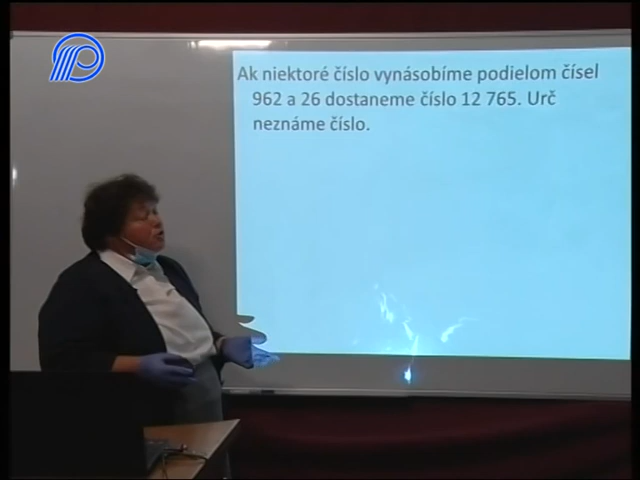 Ak niektoré číslo vynásobíme podielom čísel
962 a 26 dostaneme číslo 12 765. Urč
neznáme číslo.